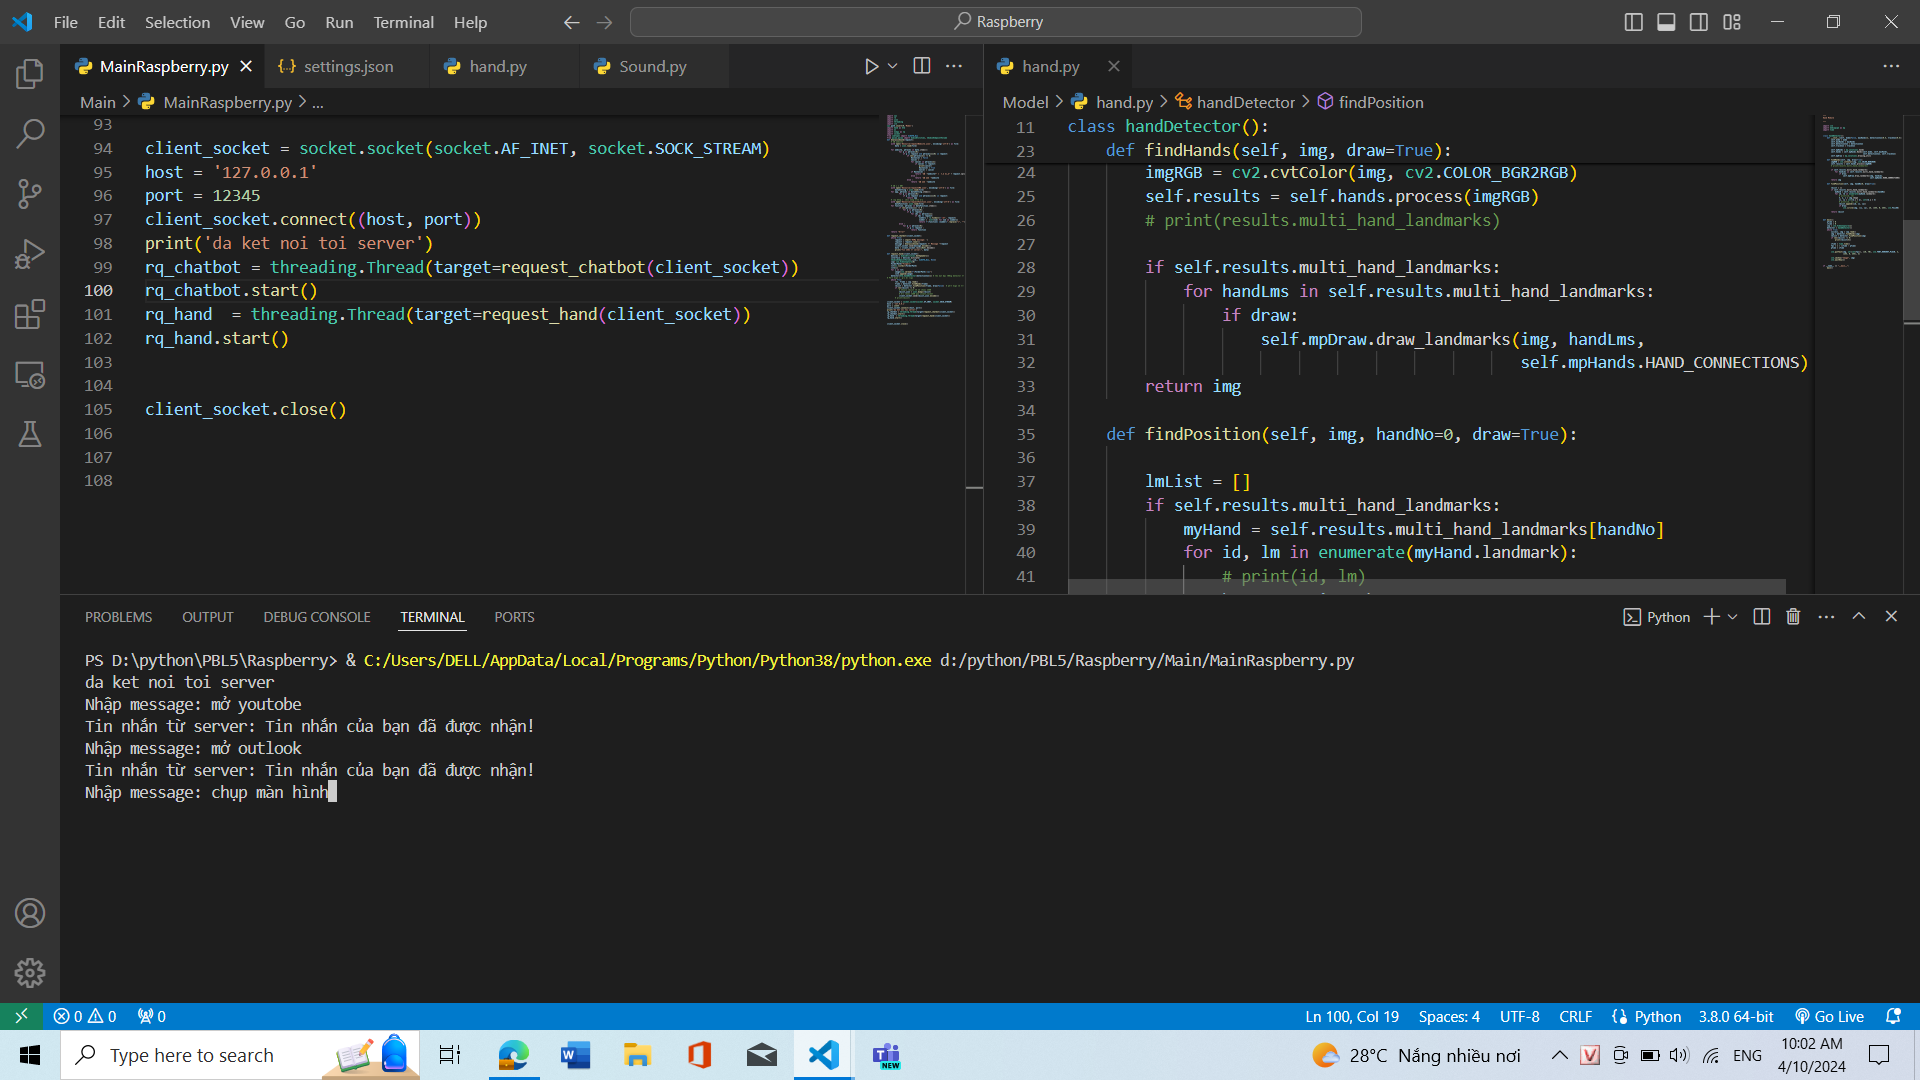 File Edit Selection View Go Run Terminal Help
Raspberry
MainRaspberry.py
settings.json
hand.py
Sound.py
Main > MainRaspberry.py > ...
93
94 client_socket = socket.socket(socket.AF_INET, socket.SOCK_STREAM)
95 host = '127.0.0.1'
96 port = 12345
97 client_socket.connect((host, port))
98 print('da ket noi toi server')
99 rq_chatbot = threading.Thread(target=request_chatbot(client_socket))
100 rq_chatbot.start()
101 rq_hand  = threading.Thread(target=request_hand(client_socket))
102 rq_hand.start()
103
104
105 client_socket.close()
106
107
108
hand.py
Model > hand.py > handDetector > findPosition
11 class handDetector():
23 def findHands(self, img, draw=True):
24 imgRGB = cv2.cvtColor(img, cv2.COLOR_BGR2RGB)
25 self.results = self.hands.process(imgRGB)
26 # print(results.multi_hand_landmarks)
27
28 if self.results.multi_hand_landmarks:
29 for handLms in self.results.multi_hand_landmarks:
30 if draw:
31 self.mpDraw.draw_landmarks(img, handLms,
32 self.mpHands.HAND_CONNECTIONS)
33 return img
34
35 def findPosition(self, img, handNo=0, draw=True):
36
37 lmList = []
38 if self.results.multi_hand_landmarks:
39 myHand = self.results.multi_hand_landmarks[handNo]
40 for id, lm in enumerate(myHand.landmark):
41 # print(id, lm)
PROBLEMS OUTPUT DEBUG CONSOLE TERMINAL PORTS
Python
PS D:\python\PBL5\Raspberry> & C:/Users/DELL/AppData/Local/Programs/Python/Python38/python.exe d:/python/PBL5/Raspberry/Main/MainRaspberry.py
da ket noi toi server
Nhập message: mở youtobe
Tin nhắn từ server: Tin nhắn của bạn đã được nhận!
Nhập message: mở outlook
Tin nhắn từ server: Tin nhắn của bạn đã được nhận!
Nhập message: chụp màn hình
0 0 0
Ln 100, Col 19 Spaces: 4 UTF-8 CRLF Python 3.8.0 64-bit Go Live
Type here to search
NEW
28°C Nắng nhiều nơi
ENG
10:02 AM
4/10/2024